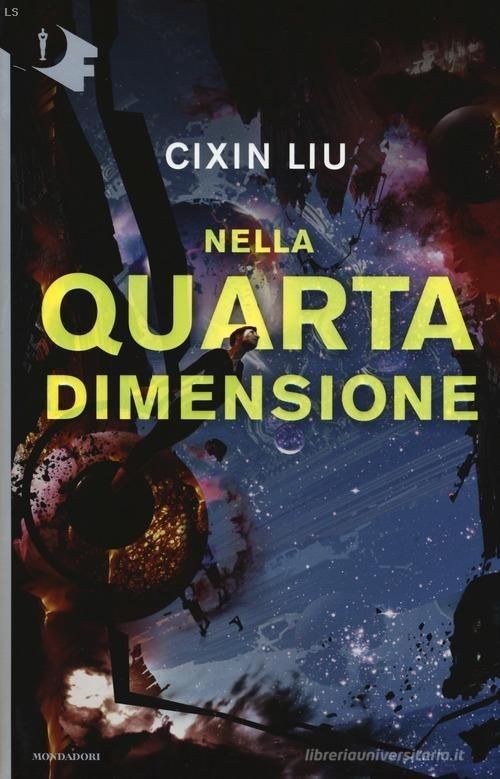 LS
CIXIN LIU
NELLA
QUARTA
DIMENSIONE
MONDADORI
libreriauniversitaria.it